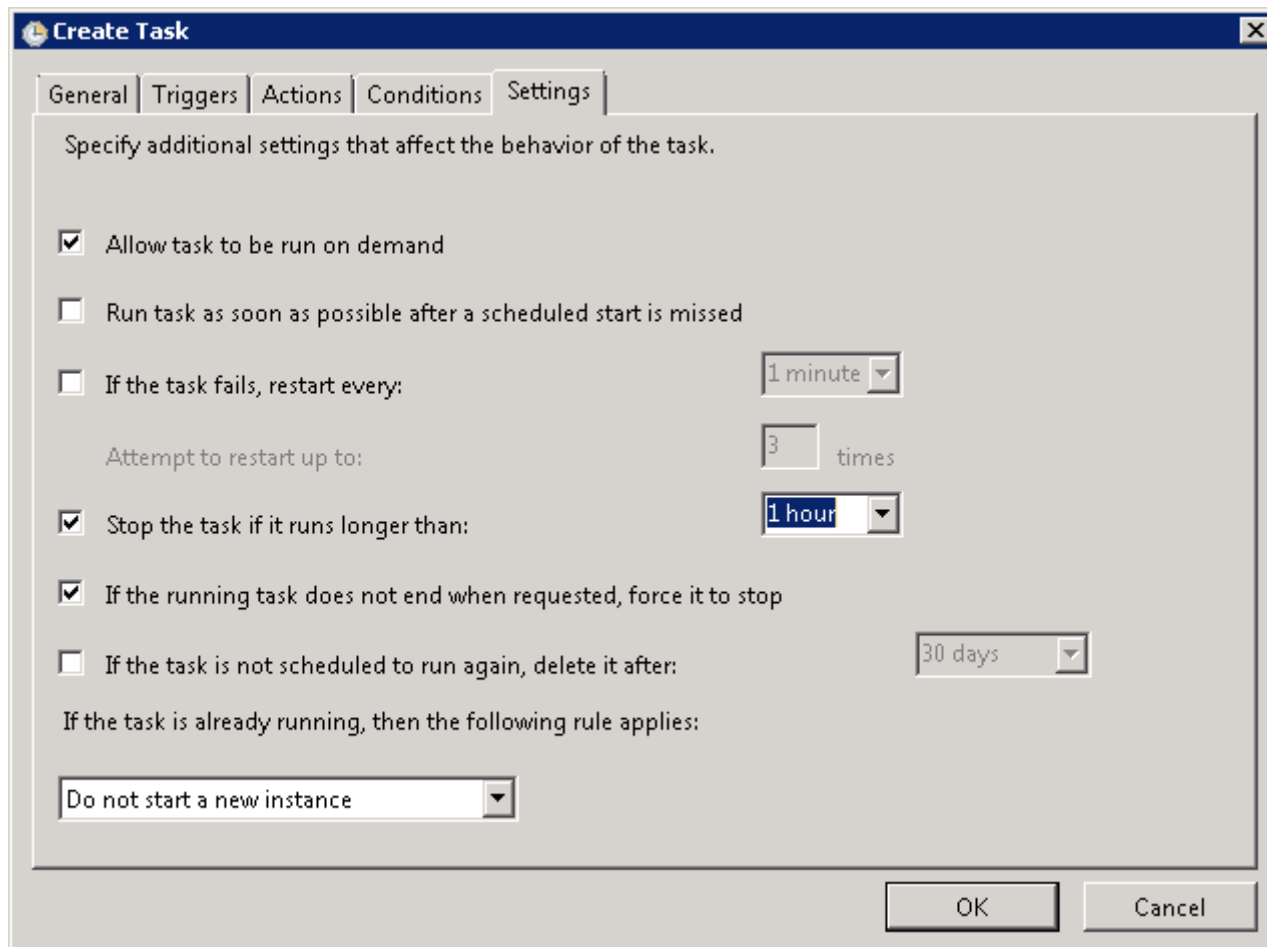 Create Task
General Triggers Actions Conditions Settings
Specify additional settings that affect the behavior of the task.
Allow task to be run on demand
Run task as soon as possible after a scheduled start is missed
If the task fails, restart every: 1 minute
Attempt to restart up to: 3 times
Stop the task if it runs longer than: 1 hour
If the running task does not end when requested, force it to stop
If the task is not scheduled to run again, delete it after: 30 days
If the task is already running, then the following rule applies:
Do not start a new instance
OK Cancel